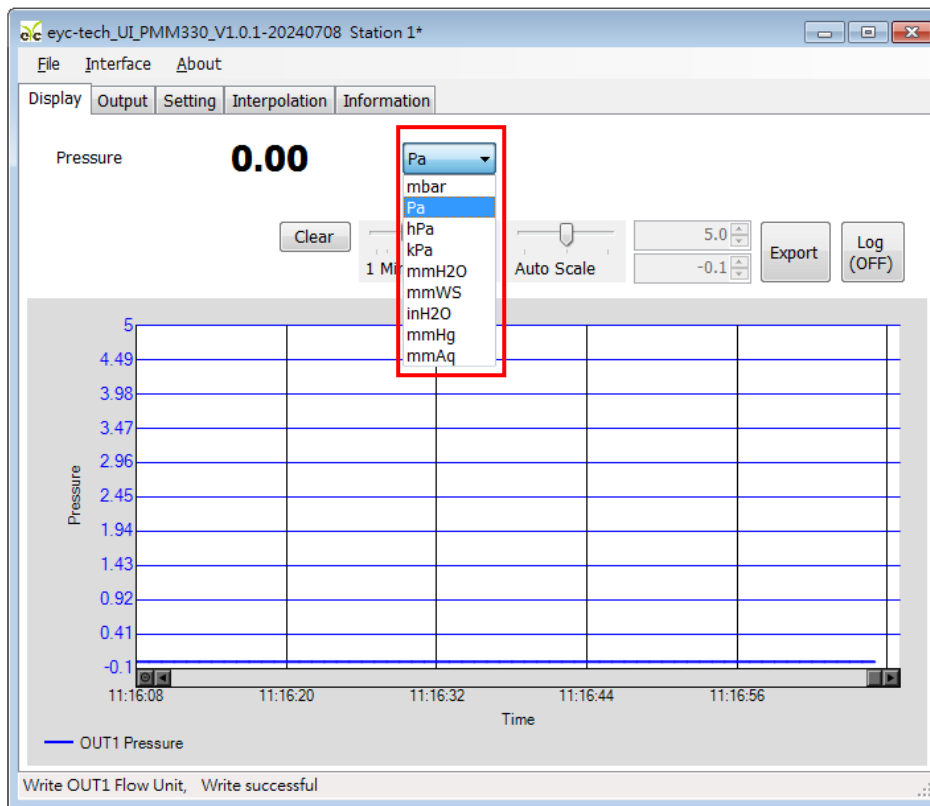 eyc-tech_UI_PMM330_V1.0.1-20240708 Station 1*
File Interface About
Display Output Setting Interpolation Information
Pressure 0.00 Pa
mbar
Pa
hPa
kPa
mmH2O
mmWS
inH2O
mmHg
mmAq
Clear
1 Mi
Auto Scale
5.0
-0.1
Export
Log
(OFF)
5
4.49
3.98
3.47
2.96
2.45
1.94
1.43
0.92
0.41
-0.1
Pressure
11:16:08 11:16:20 11:16:32 11:16:44 11:16:56
Time
OUT1 Pressure
Write OUT1 Flow Unit, Write successful